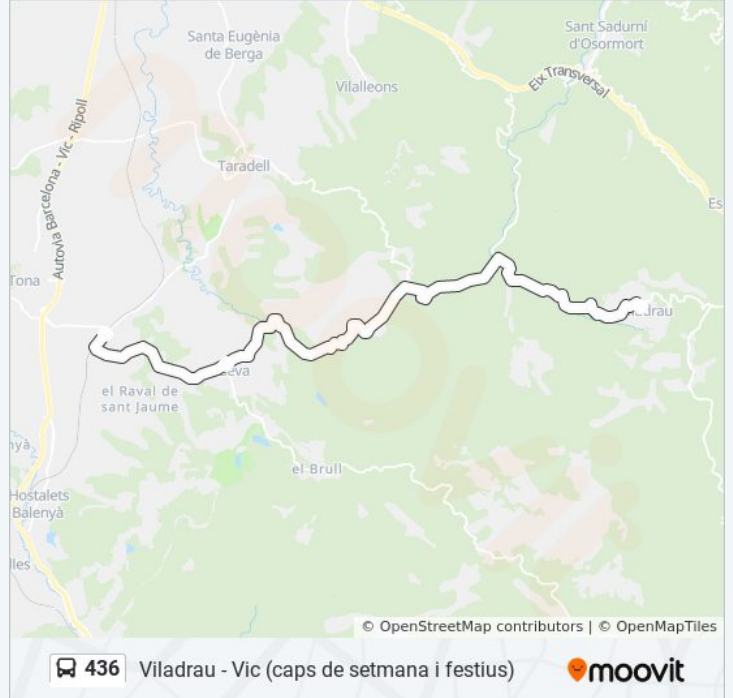 Santa Eugènia
de Berga
Sant Sadurní
d'Osormort
Vilalleons
Eix Transversal
Autovia Barcelona - Vic - Ripoll
Taradell
Es
Tona
adrau
eva
el Raval de
sant Jaume
nyà
el Brull
Hostalets
Balenyà
lles
© OpenStreetMap contributors | © OpenMapTiles
436 Viladrau - Vic (caps de setmana i festius)
moovit